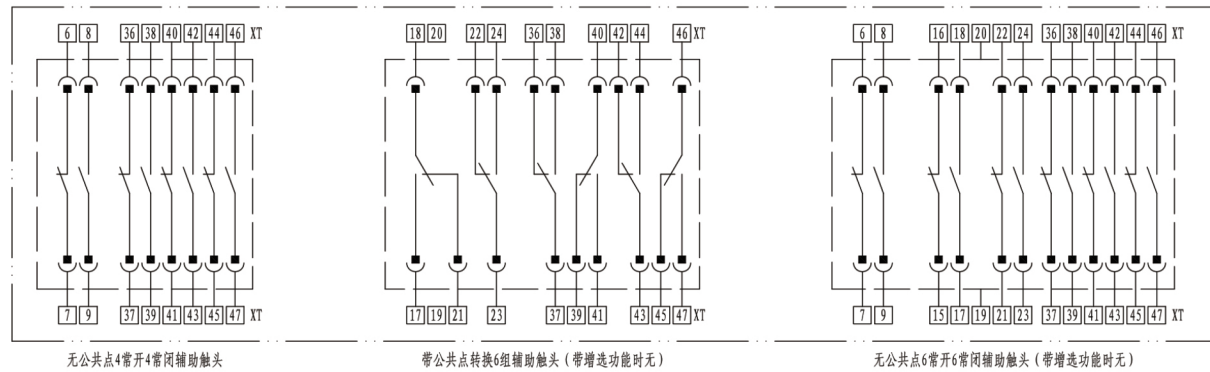 6 8 36 38 40 42 44 46 XT
18 20 22 24 36 38 40 42 44 46 XT
6 8 16 18 20 22 24 36 38 40 42 44 46 XT
7 9 37 39 41 43 45 47 XT
17 19 21 23 37 39 41 43 45 47 XT
7 9 15 17 19 21 23 37 39 41 43 45 47 XT
无公共点4常开4常闭辅助触头
带公共点转换6组辅助触头（带增选功能时无）
无公共点6常开6常闭辅助触头（带增选功能时无）